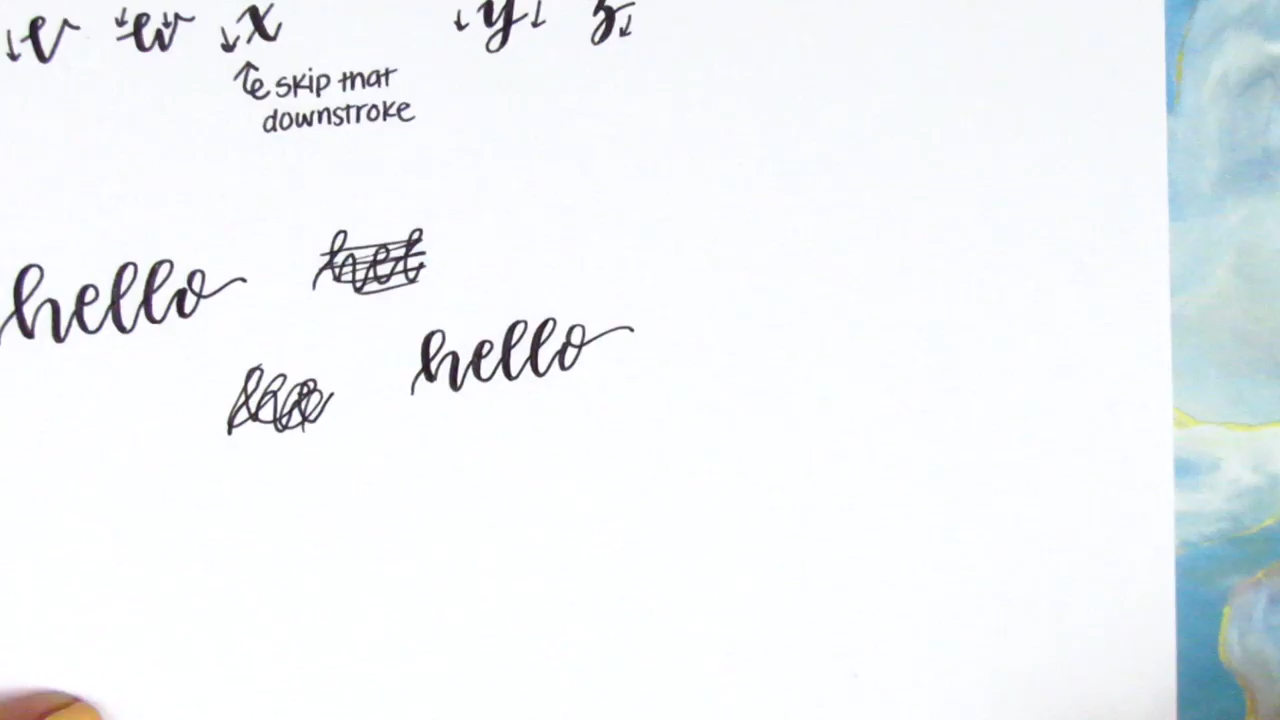 v w x y z
skip that
downstroke
hello
hello